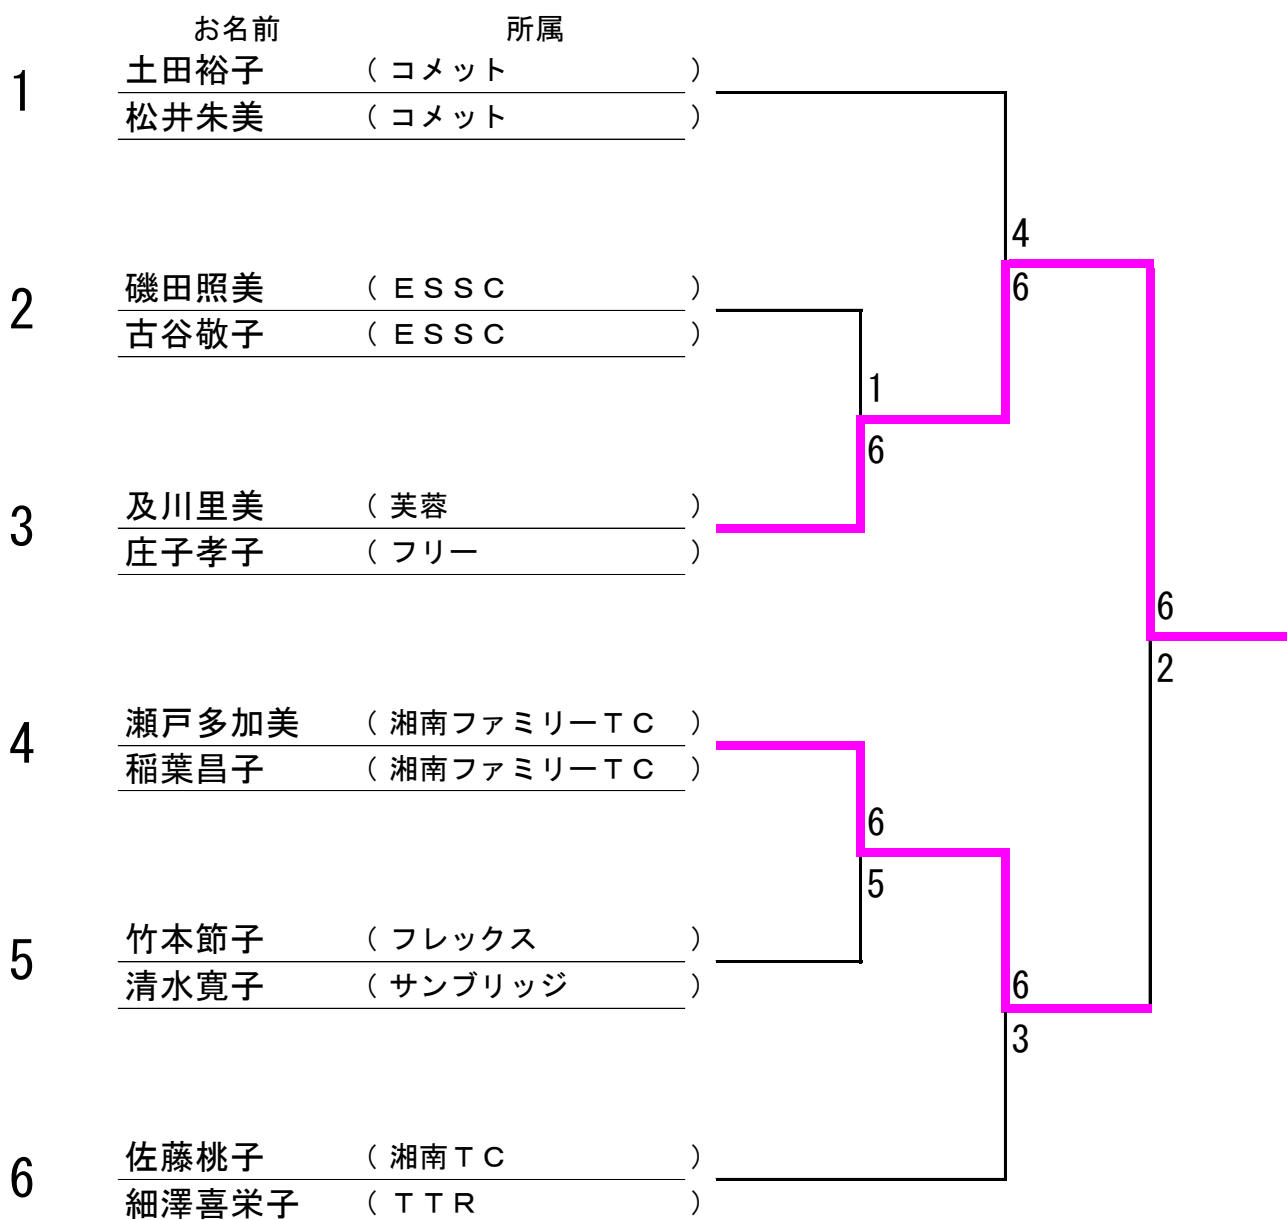 お名前 所属
1
土田裕子 （ コメット ）
松井朱美 （ コメット ）
4
6
2
磯田照美 （ ＥＳＳＣ ）
古谷敬子 （ ＥＳＳＣ ）
1
6
3
及川里美 （ 芙蓉 ）
庄子孝子 （ フリー ）
6
2
4
瀬戸多加美 （ 湘南ファミリーＴＣ ）
稲葉昌子 （ 湘南ファミリーＴＣ ）
6
5
5
竹本節子 （ フレックス ）
清水寛子 （ サンブリッジ ）
6
3
6
佐藤桃子 （ 湘南ＴＣ ）
細澤喜栄子 （ ＴＴＲ ）